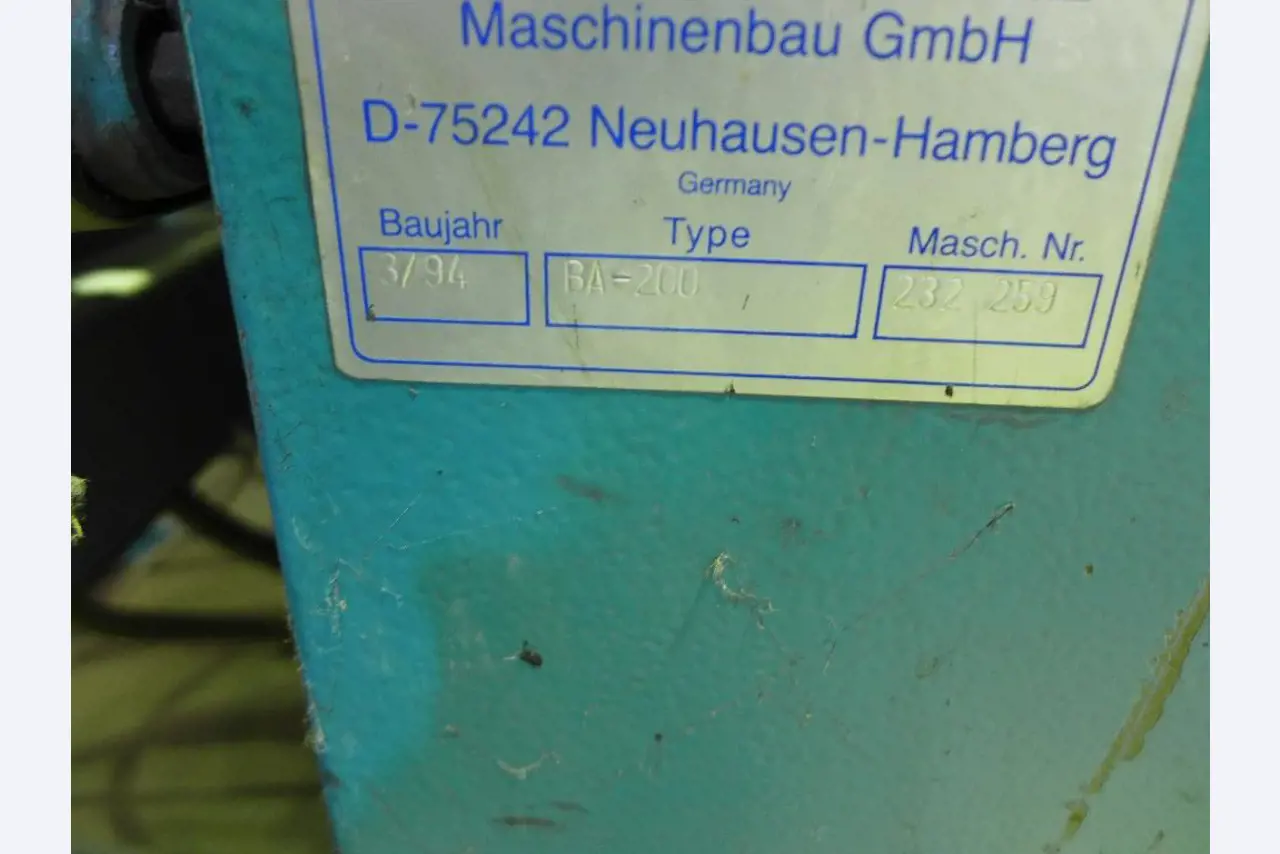 Maschinenbau GmbH
D-75242 Neuhausen-Hamberg
Germany
Baujahr Type Masch. Nr.
3/94 BA-200 232 259